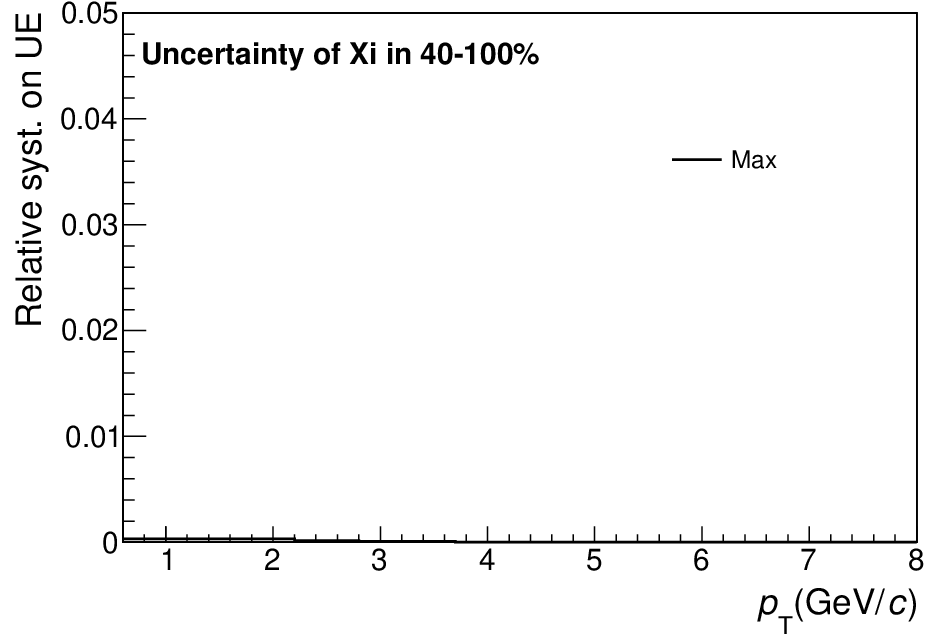 Relative syst. on UE
0.05
0.04
0.03
0.02
0.01
0
Uncertainty of Xi in 40-100%
Max
1 2 3 4 5 6 7 8
pT(GeV/c)